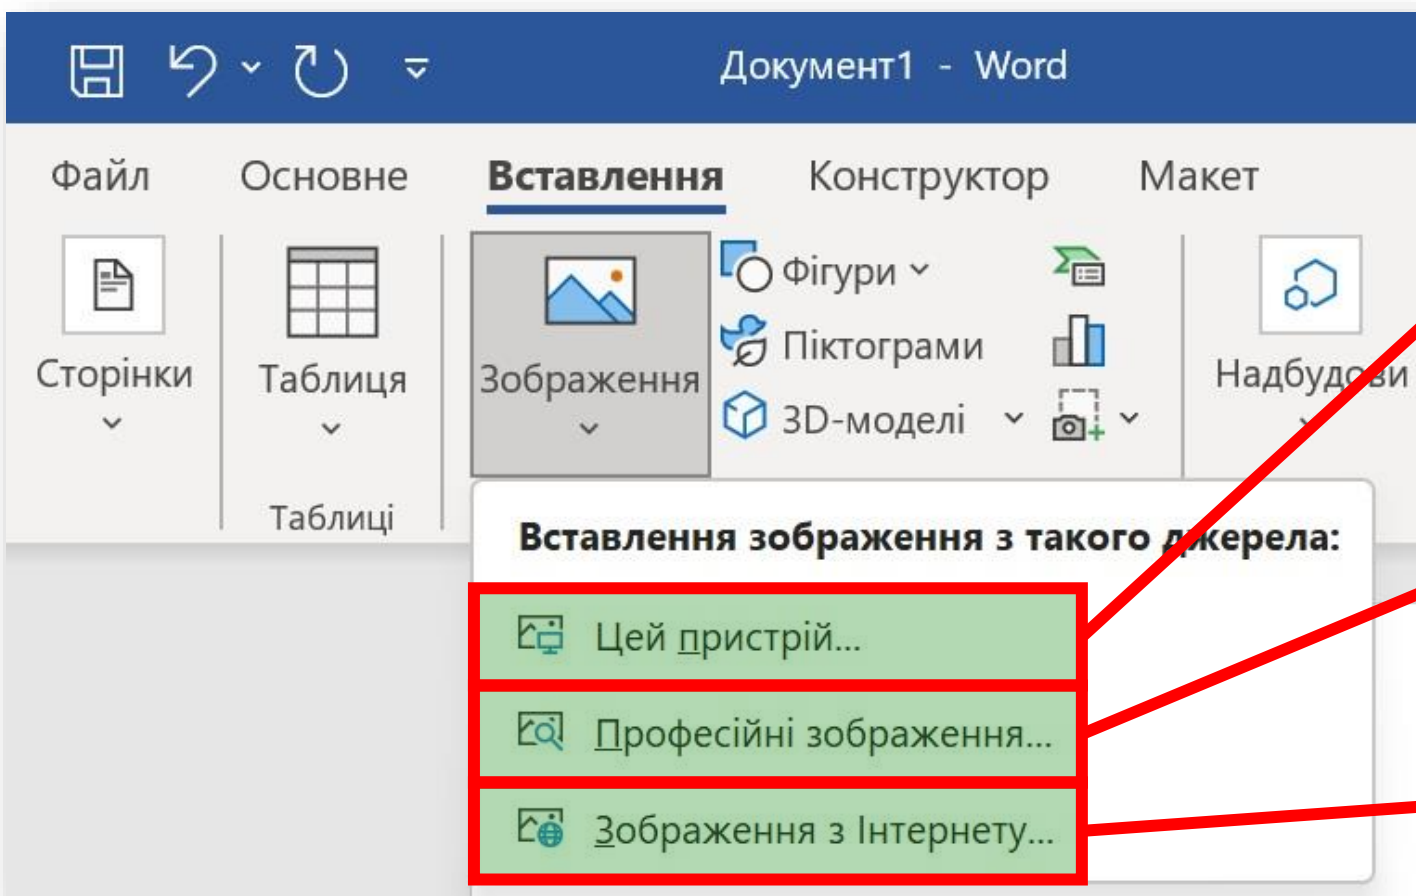 Документ1 - Word
Файл Основне Вставлення Конструктор Макет
Сторінки
Таблиця
Таблиці
Зображення
Фігури
Піктограми
3D-моделі
Надбудови
Вставлення зображення з такого джерела:
Цей пристрій...
Професійні зображення...
Зображення з Інтернету...